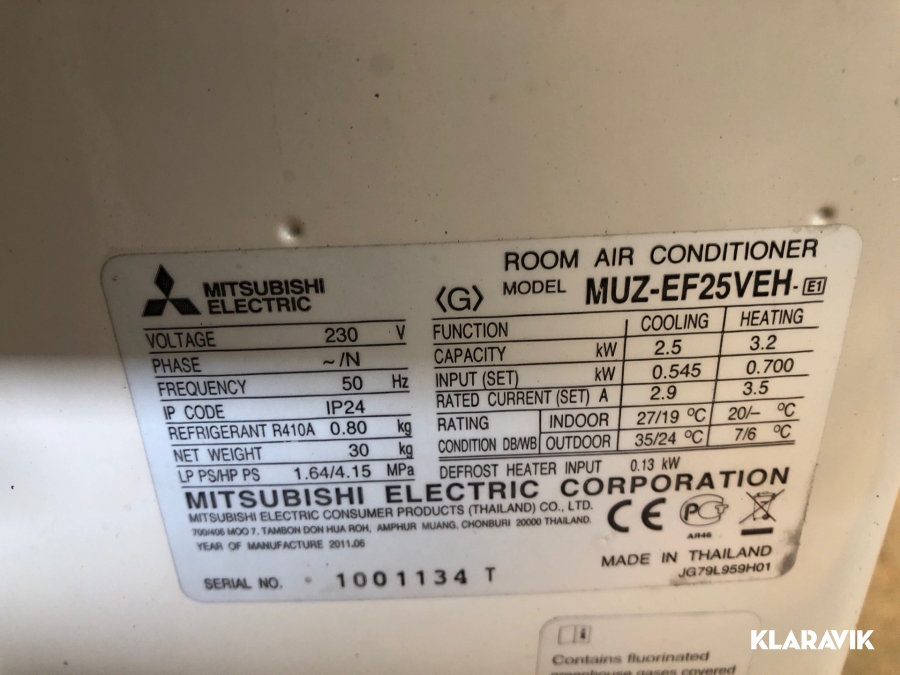 MITSUBISHI
ELECTRIC
VOLTAGE 230 V
PHASE ~/N
FREQUENCY 50 Hz
IP CODE IP24
REFRIGERANT R410A 0.80 kg
NET WEIGHT 30 kg
LP PS/HP PS 1.64/4.15 MPa
ROOM AIR CONDITIONER
⟨G⟩ MODEL MUZ-EF25VEH-E1
FUNCTION COOLING HEATING
CAPACITY kW 2.5 3.2
INPUT (SET) kW 0.545 0.700
RATED CURRENT (SET) A 2.9 3.5
RATING INDOOR 27/19 °C 20/– °C
CONDITION DB/WB OUTDOOR 35/24 °C 7/6 °C
DEFROST HEATER INPUT 0.13 kW
MITSUBISHI ELECTRIC CORPORATION
MITSUBISHI ELECTRIC CONSUMER PRODUCTS (THAILAND) CO., LTD.
700/406 MOO 7, TAMBON DON HUA ROH, AMPHUR MUANG, CHONBURI 20000 THAILAND.
YEAR OF MANUFACTURE 2011.06
CE
АЯ46
SERIAL NO. 1001134 T
MADE IN THAILAND
JG79L959H01
Contains fluorinated
greenhouse gases covered
KLARAVIK